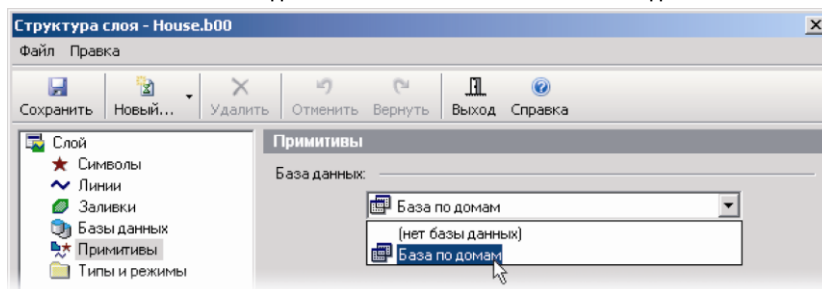 Структура слоя - House.b00
Файл Правка
Сохранить Новый... Удалить Отменить Вернуть Выход Справка
Слой
Символы
Линии
Заливки
Базы данных
Примитивы
Типы и режимы
Примитивы
База данных:
База по домам
(нет базы данных)
База по домам